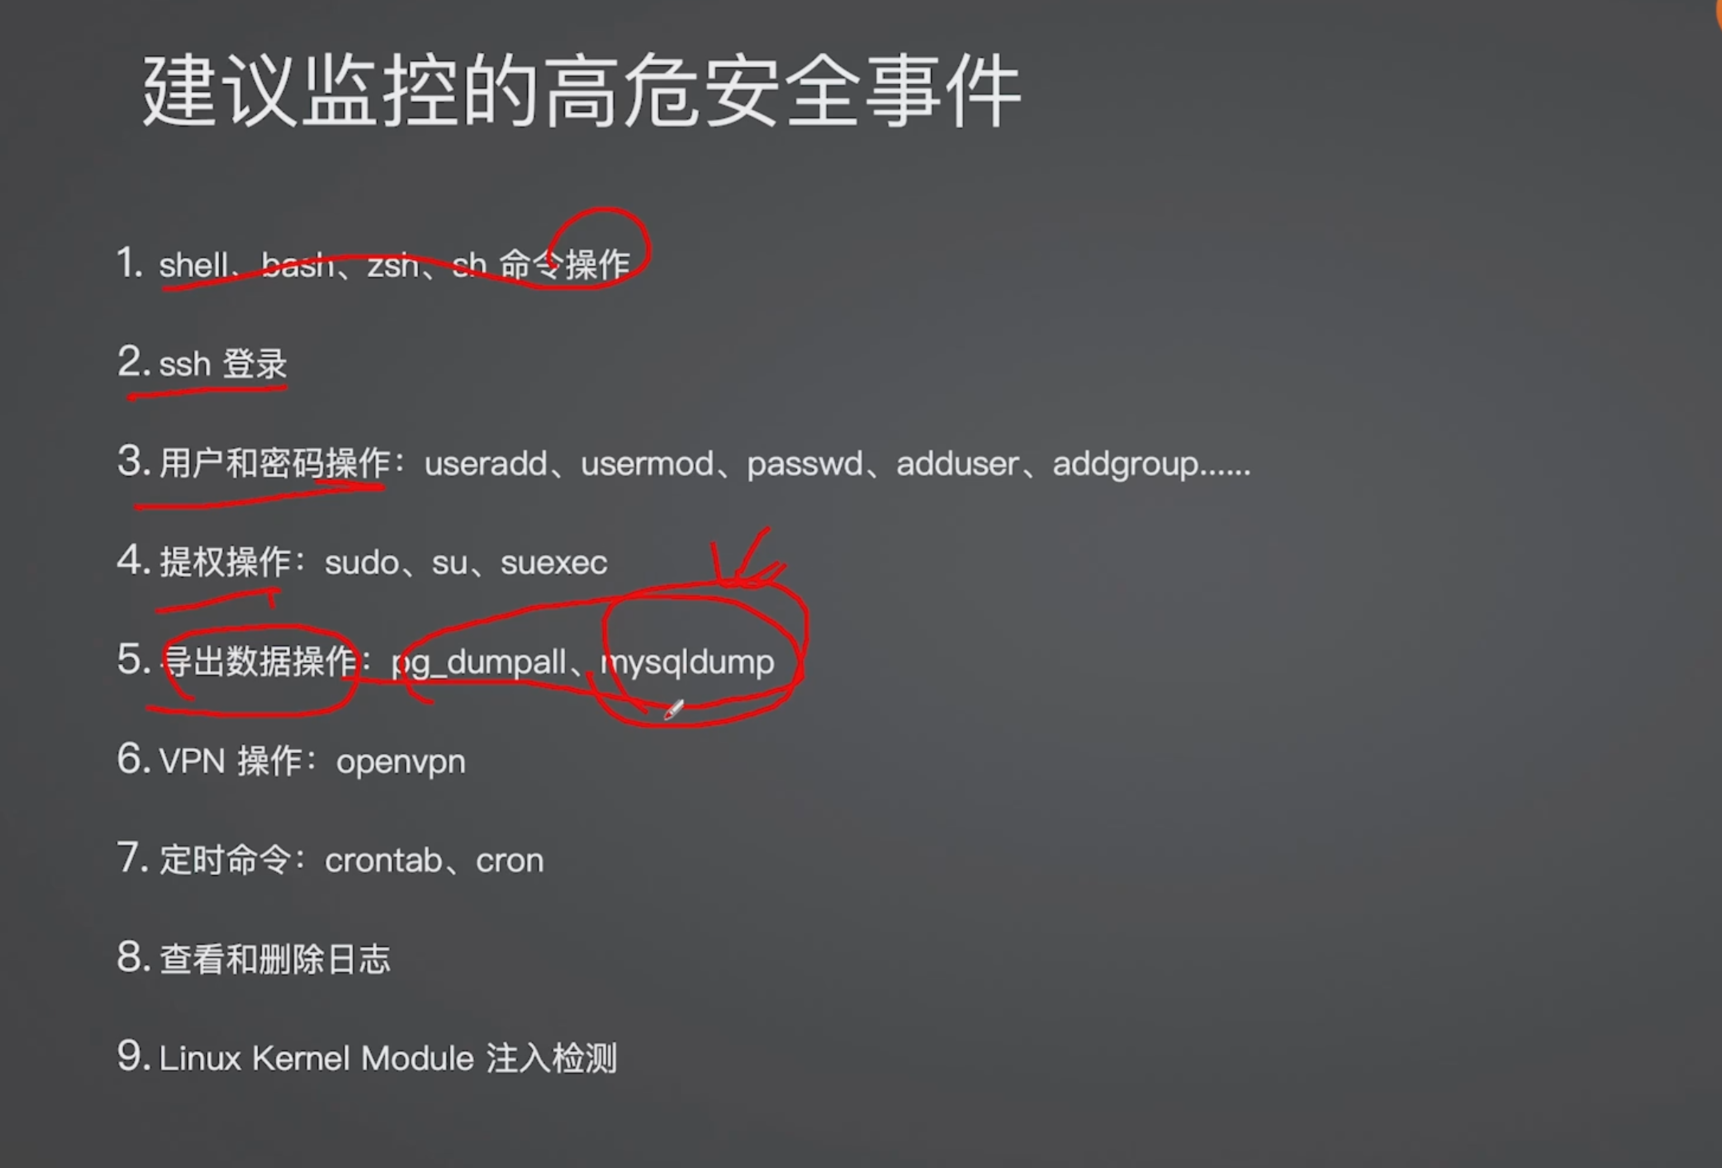 建议监控的高危安全事件
1. shell、bash、zsh、sh 命令操作
2. ssh 登录
3. 用户和密码操作：useradd、usermod、passwd、adduser、addgroup……
4. 提权操作：sudo、su、suexec
5. 导出数据操作：pg_dumpall、mysqldump
6. VPN 操作：openvpn
7. 定时命令：crontab、cron
8. 查看和删除日志
9. Linux Kernel Module 注入检测